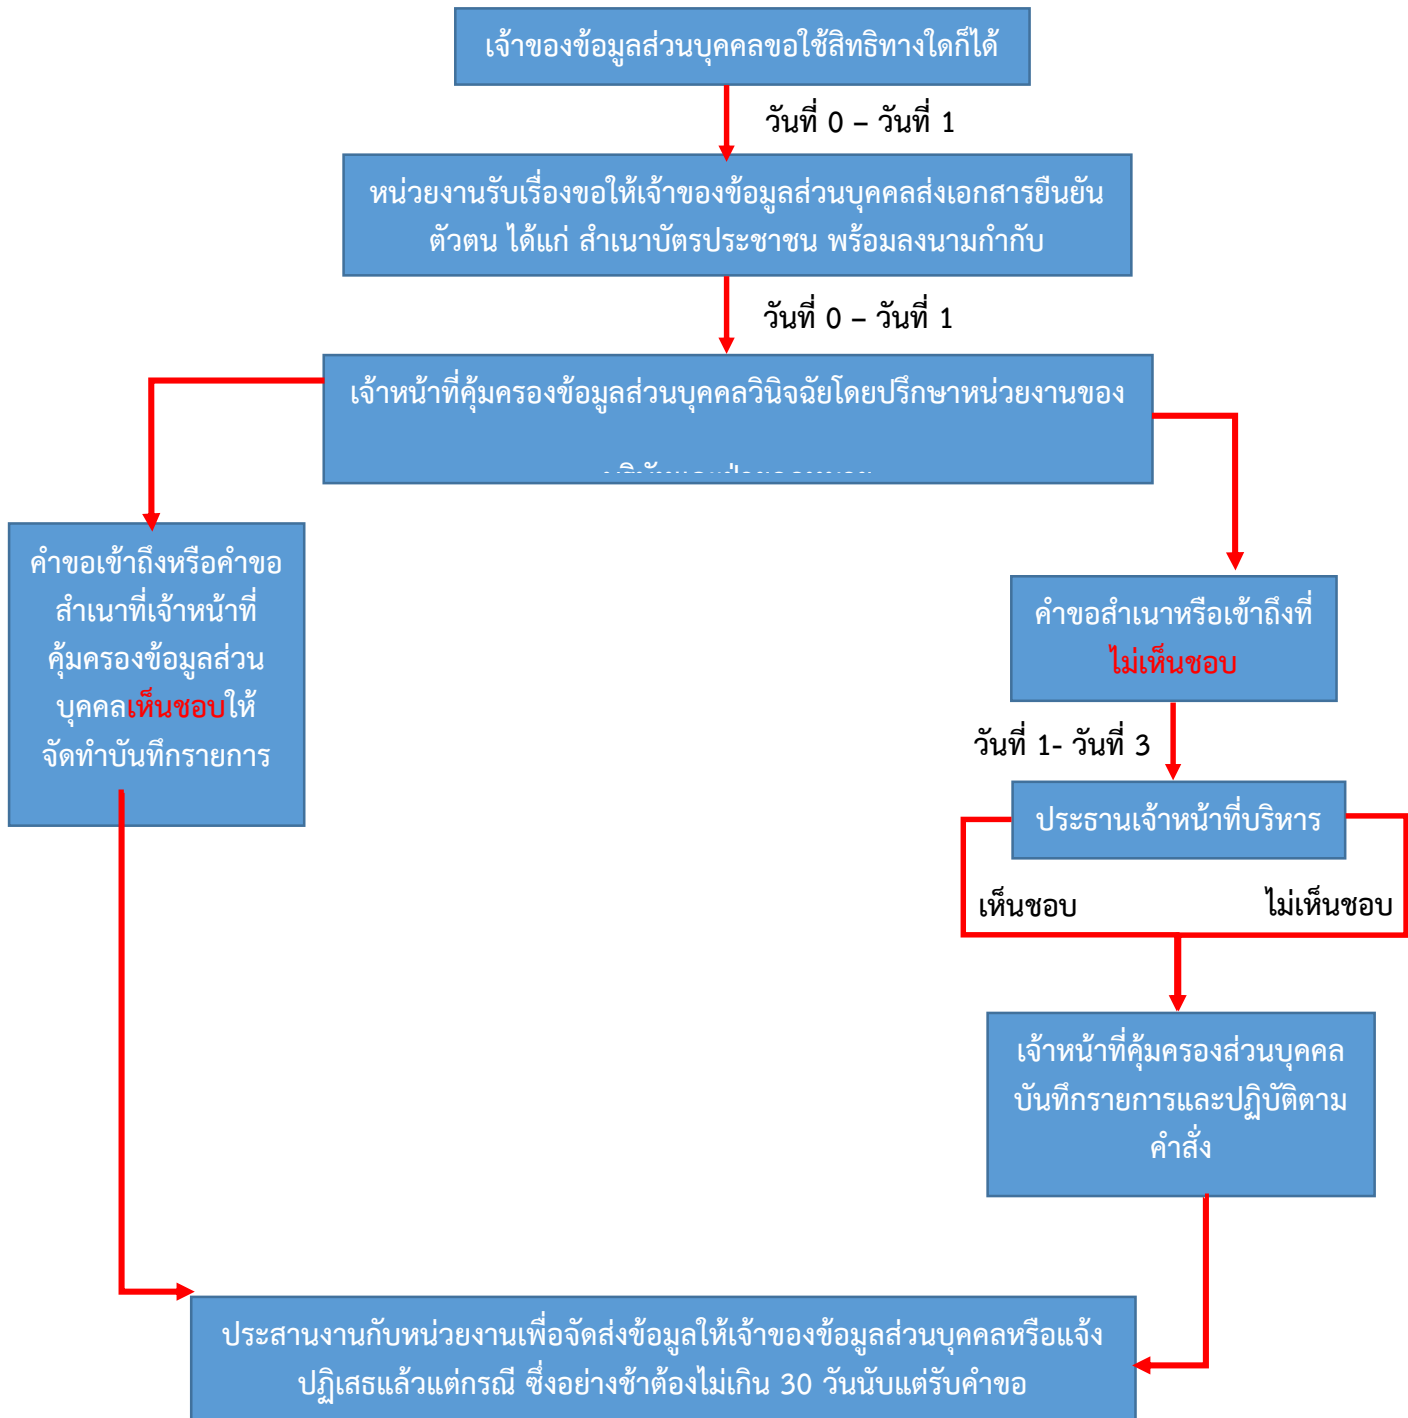 เจ้าของข้อมูลส่วนบุคคลขอใช้สิทธิทางใดก็ได้
วันที่ 0 – วันที่ 1
หน่วยงานรับเรื่องขอให้เจ้าของข้อมูลส่วนบุคคลส่งเอกสารยืนยัน
ตัวตน ได้แก่ สำเนาบัตรประชาชน พร้อมลงนามกำกับ
วันที่ 0 – วันที่ 1
เจ้าหน้าที่คุ้มครองข้อมูลส่วนบุคคลวินิจฉัยโดยปรึกษาหน่วยงานของ
คำขอเข้าถึงหรือคำขอ
สำเนาที่เจ้าหน้าที่
คุ้มครองข้อมูลส่วน
บุคคลเห็นชอบให้
จัดทำบันทึกรายการ
คำขอสำเนาหรือเข้าถึงที่
ไม่เห็นชอบ
วันที่ 1- วันที่ 3
ประธานเจ้าหน้าที่บริหาร
เห็นชอบ
ไม่เห็นชอบ
เจ้าหน้าที่คุ้มครองส่วนบุคคล
บันทึกรายการและปฏิบัติตาม
คำสั่ง
ประสานงานกับหน่วยงานเพื่อจัดส่งข้อมูลให้เจ้าของข้อมูลส่วนบุคคลหรือแจ้ง
ปฏิเสธแล้วแต่กรณี ซึ่งอย่างช้าต้องไม่เกิน 30 วันนับแต่รับคำขอ